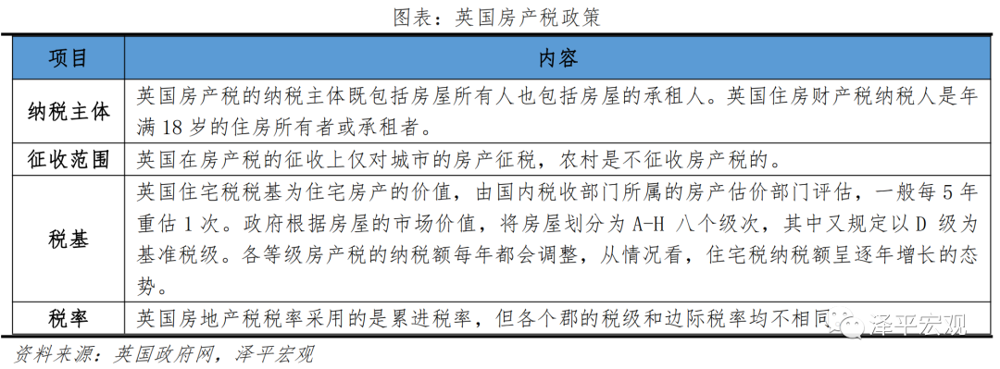 图表：英国房产税政策
项目 内容
纳税主体 英国房产税的纳税主体既包括房屋所有人也包括房屋的承租人。英国住房财产税纳税人是年
满 18 岁的住房所有者或承租者。
征收范围 英国在房产税的征收上仅对城市的房产征税，农村是不征收房产税的。
税基 英国住宅税税基为住宅房产的价值，由国内税收部门所属的房产估价部门评估，一般每 5 年
重估 1 次。政府根据房屋的市场价值，将房屋划分为 A-H 八个级次，其中又规定以 D 级为
基准税级。各等级房产税的纳税额每年都会调整，从情况看，住宅税纳税额呈逐年增长的态
势。
税率 英国房地产税税率采用的是累进税率，但各个郡的税级和边际税率均不相同
泽平宏观
资料来源：英国政府网，泽平宏观